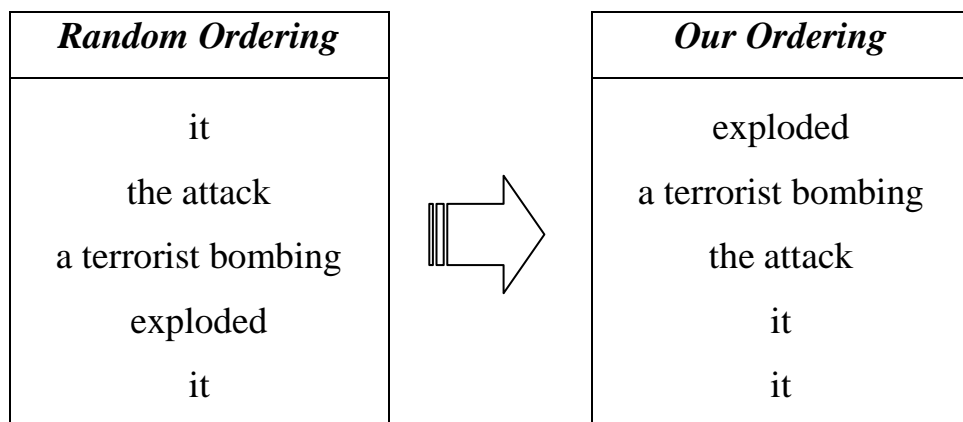 Random Ordering
it
the attack
a terrorist bombing
exploded
it
Our Ordering
exploded
a terrorist bombing
the attack
it
it